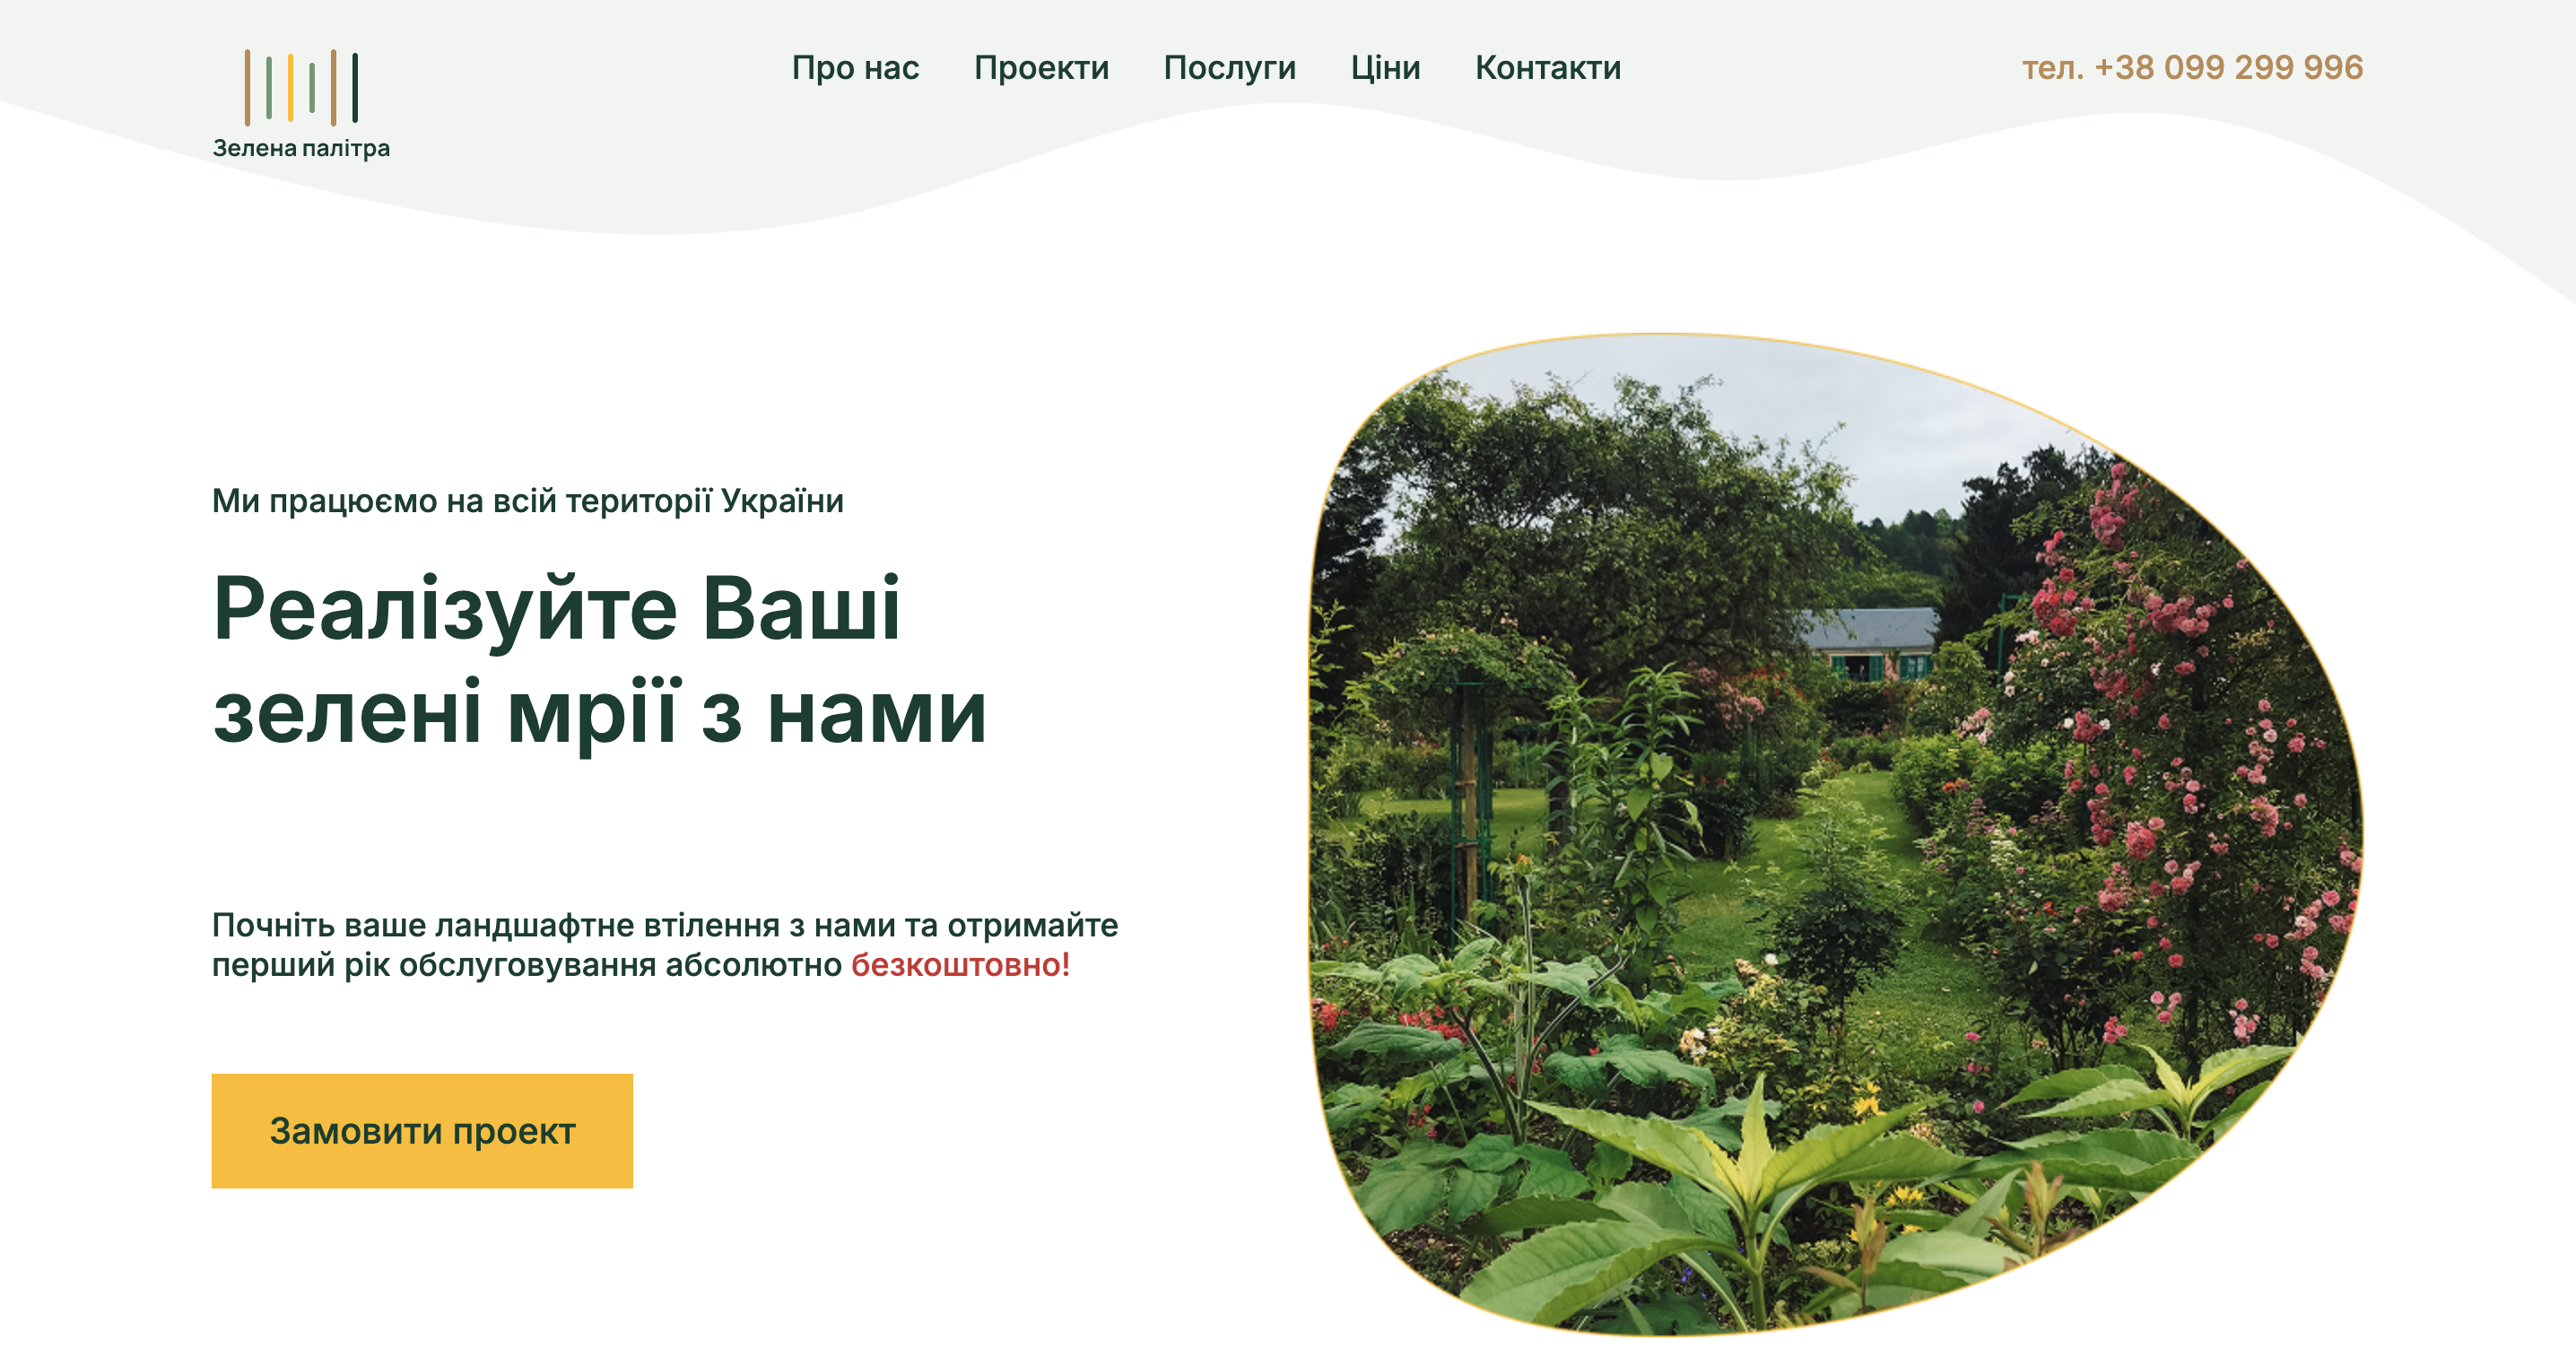 Зелена палітра
Про нас
Проекти
Послуги
Ціни
Контакти
тел. +38 099 299 996
Ми працюємо на всій території України
Реалізуйте Ваші
зелені мрії з нами
Почніть ваше ландшафтне втілення з нами та отримайте
перший рік обслуговування абсолютно безкоштовно!
Замовити проект